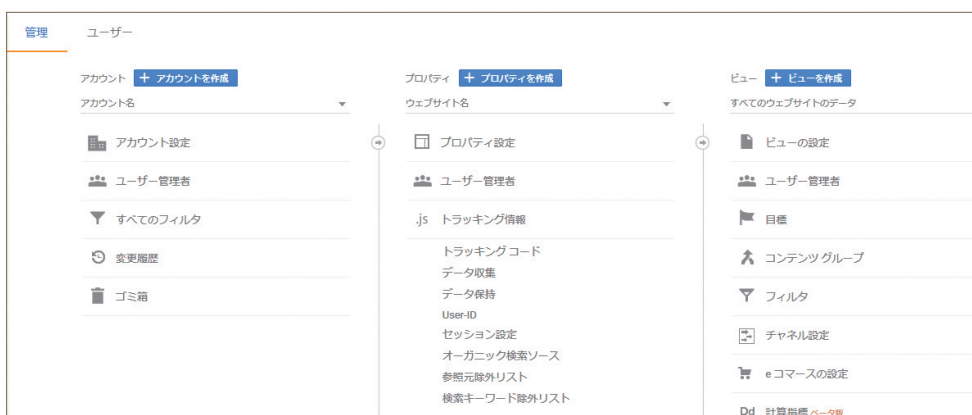 管理 ユーザー
アカウント + アカウントを作成
アカウント名
アカウント設定
ユーザー管理者
すべてのフィルタ
変更履歴
ゴミ箱
プロパティ + プロパティを作成
ウェブサイト名
プロパティ設定
ユーザー管理者
.js トラッキング情報
トラッキング コード
データ収集
データ保持
User-ID
セッション設定
オーガニック検索ソース
参照元除外リスト
検索キーワード除外リスト
ビュー + ビューを作成
すべてのウェブサイトのデータ
ビューの設定
ユーザー管理者
目標
コンテンツ グループ
フィルタ
チャネル設定
e コマースの設定
Dd 計算指標 ベータ版